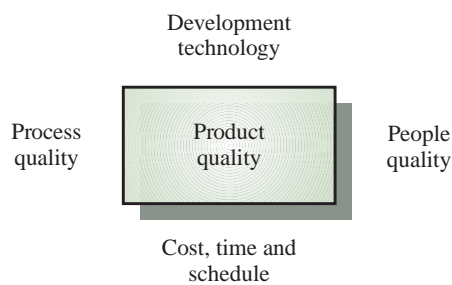 Development
technology
Process
quality
Product
quality
People
quality
Cost, time and
schedule